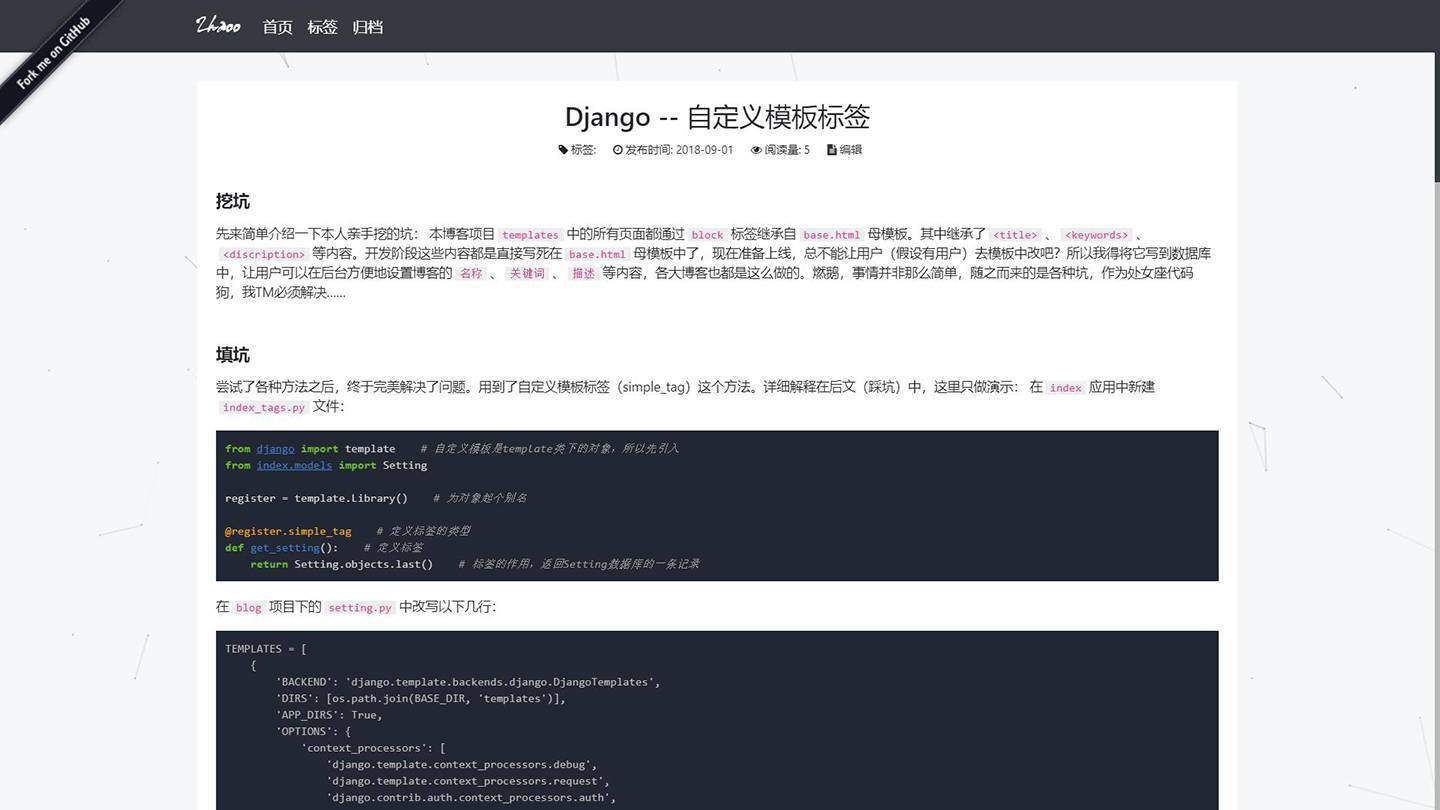 Fork me on GitHub
Zhaoo 首页 标签 归档
Django -- 自定义模板标签
标签: 发布时间: 2018-09-01 阅读量: 5 编辑
挖坑
先来简单介绍一下本人亲手挖的坑： 本博客项目 templates 中的所有页面都通过 block 标签继承自 base.html 母模板。其中继承了 <title> 、 <keywords> 、
<discription> 等内容。开发阶段这些内容都是直接写死在 base.html 母模板中了，现在准备上线，总不能让用户（假设有用户）去模板中改吧？所以我得将它写到数据库
中，让用户可以在后台方便地设置博客的 名称 、 关键词 、 描述 等内容，各大博客也都是这么做的。燃鹅，事情并非那么简单，随之而来的是各种坑，作为处女座代码
狗，我TM必须解决......
填坑
尝试了各种方法之后，终于完美解决了问题。用到了自定义模板标签（simple_tag）这个方法。详细解释在后文（踩坑）中，这里只做演示： 在 index 应用中新建
index_tags.py 文件：
from django import template    # 自定义模板是template类下的对象，所以先引入
from index.models import Setting
register = template.Library()    # 为对象起个别名
@register.simple_tag    # 定义标签的类型
def get_setting():    # 定义标签
    return Setting.objects.last()    # 标签的作用，返回Setting数据库的一条记录
在 blog 项目下的 setting.py 中改写以下几行：
TEMPLATES = [
    {
        'BACKEND': 'django.template.backends.django.DjangoTemplates',
        'DIRS': [os.path.join(BASE_DIR, 'templates')],
        'APP_DIRS': True,
        'OPTIONS': {
            'context_processors': [
                'django.template.context_processors.debug',
                'django.template.context_processors.request',
                'django.contrib.auth.context_processors.auth',